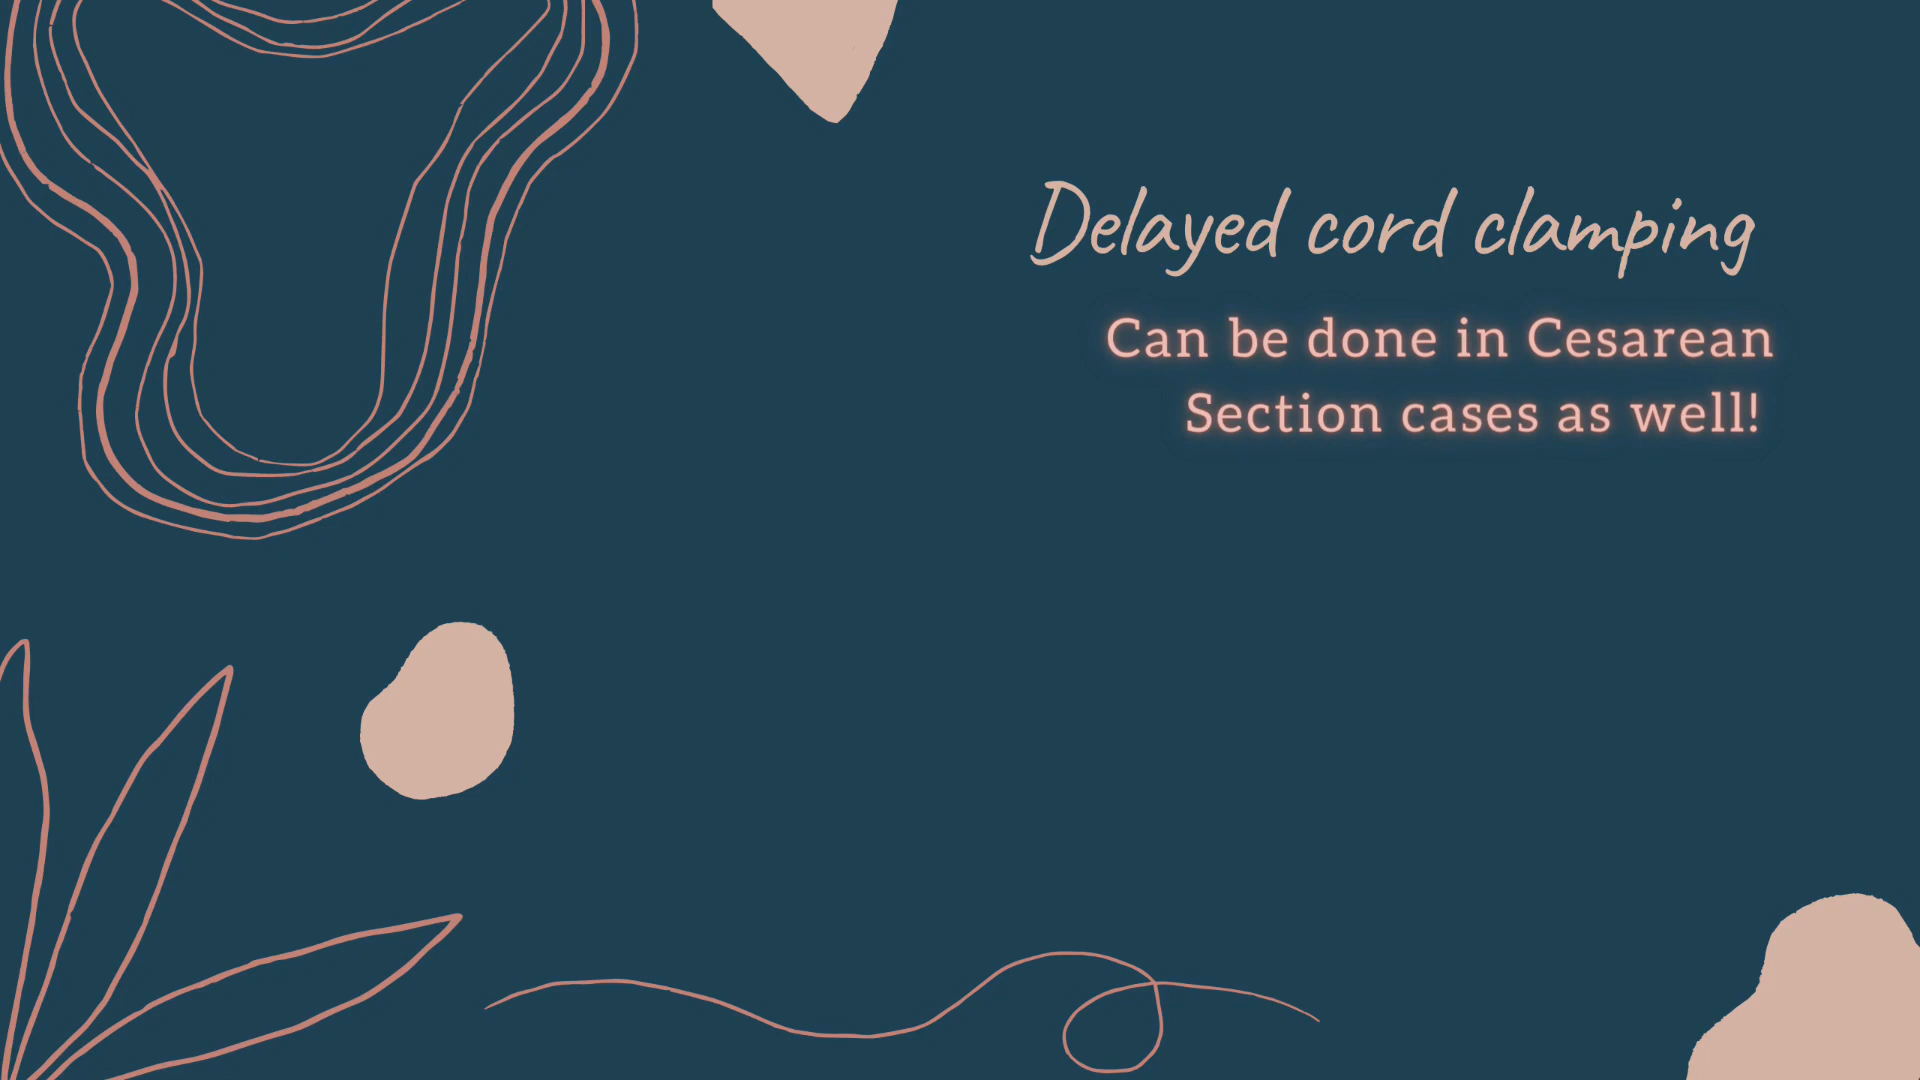 Delayed cord clamping
Can be done in Cesarean
Section cases as well!